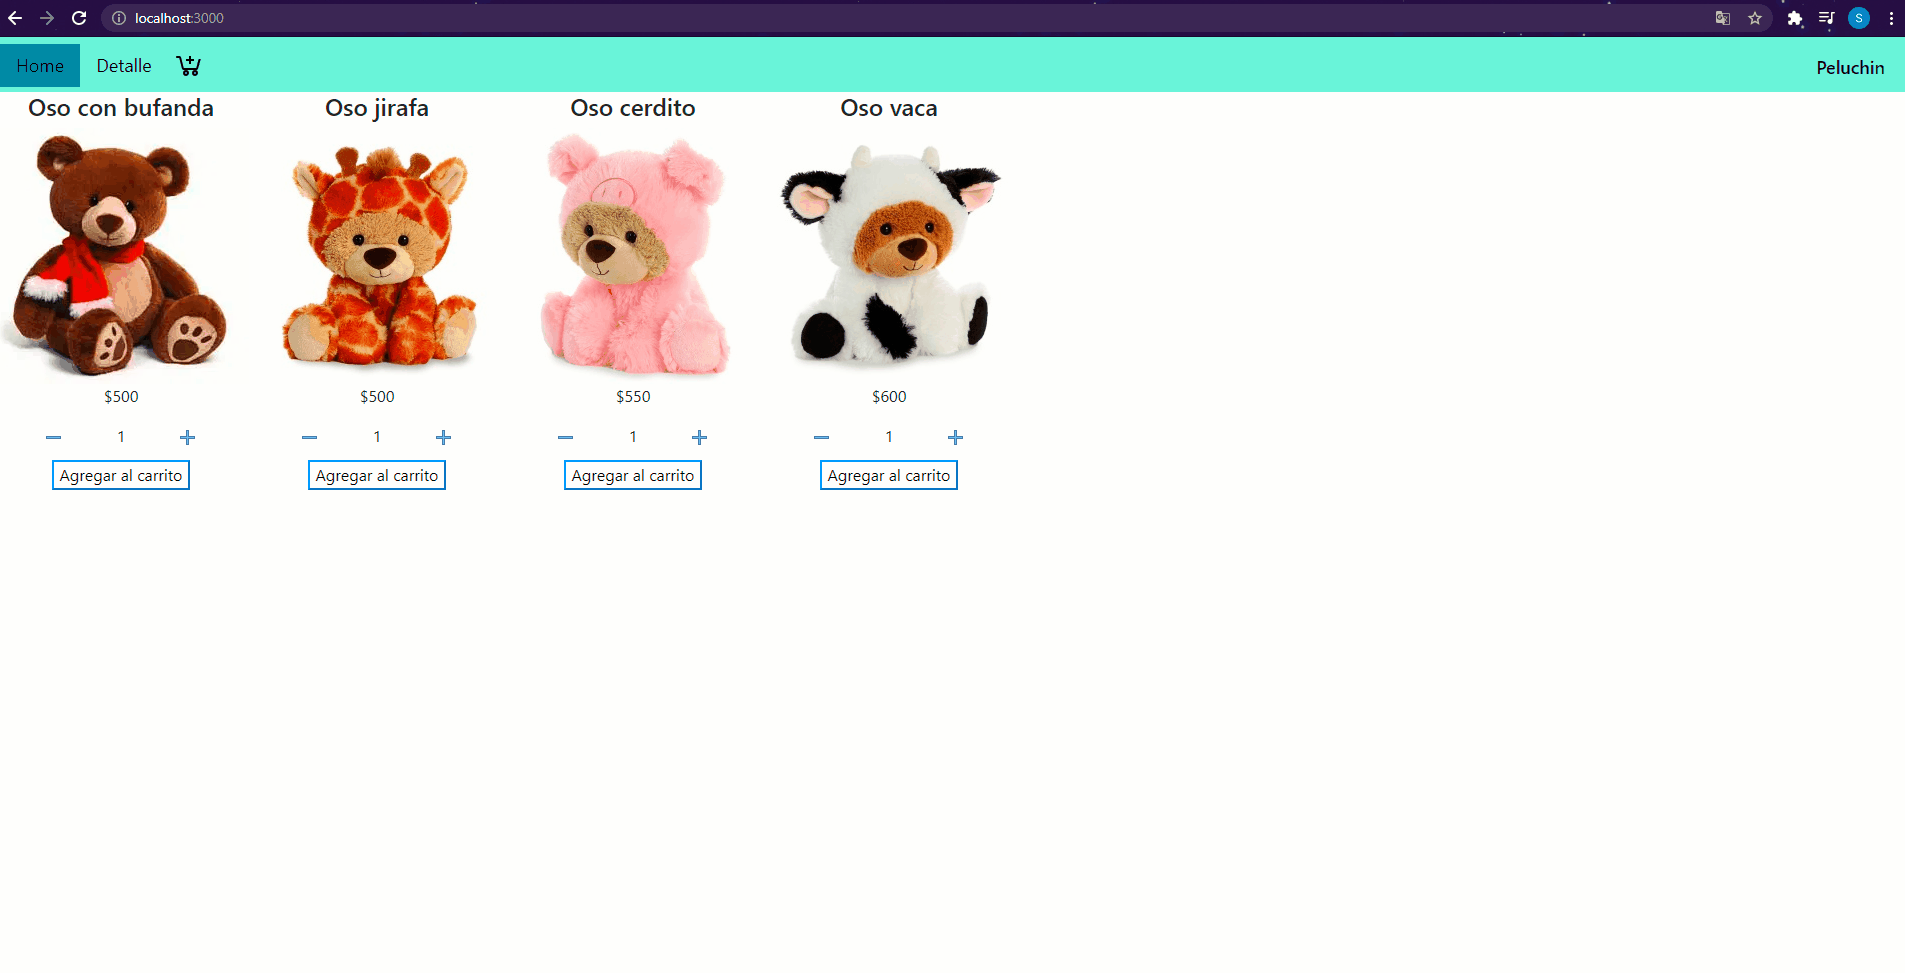 localhost:3000
S
Home Detalle Peluchin
Oso con bufanda Oso jirafa Oso cerdito Oso vaca
$500 $500 $550 $600
1 1 1 1
Agregar al carrito Agregar al carrito Agregar al carrito Agregar al carrito